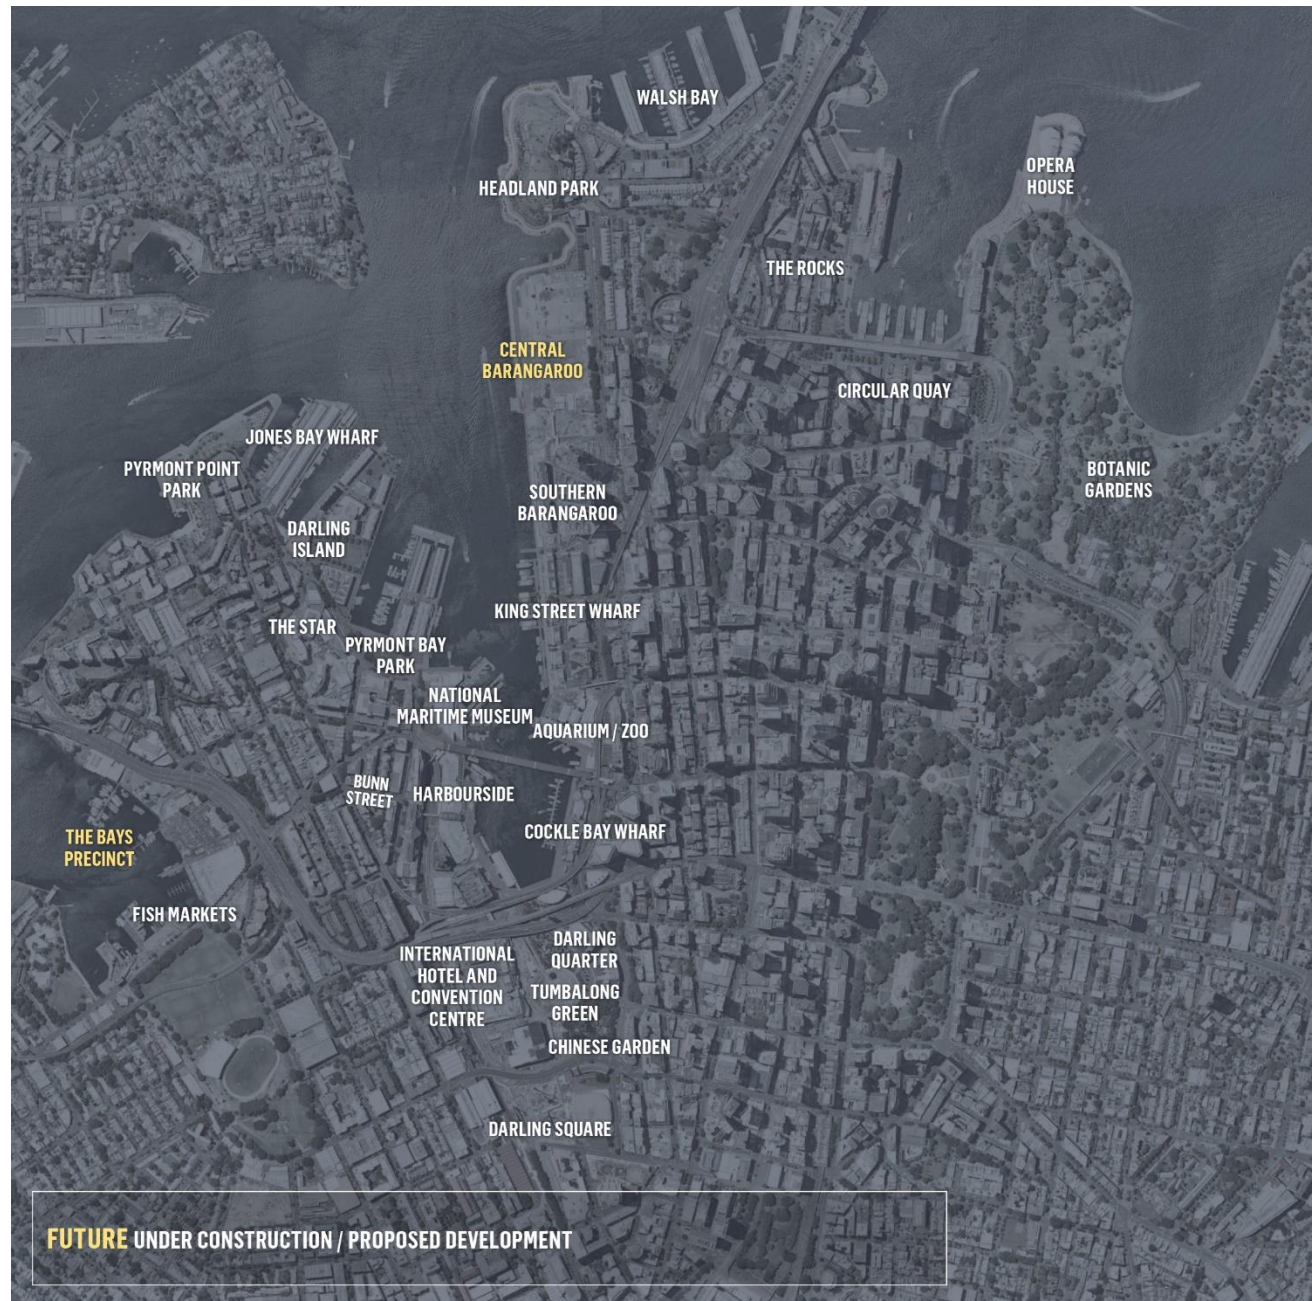 WALSH BAY
OPERA
HOUSE
HEADLAND PARK
THE ROCKS
CENTRAL
BARANGAROO
CIRCULAR QUAY
JONES BAY WHARF
PYRMONT POINT
PARK
BOTANIC
GARDENS
SOUTHERN
BARANGAROO
DARLING
ISLAND
KING STREET WHARF
THE STAR
PYRMONT BAY
PARK
NATIONAL
MARITIME MUSEUM
AQUARIUM / ZOO
BUNN
STREET
HARBOURSIDE
COCKLE BAY WHARF
THE BAYS
PRECINCT
FISH MARKETS
DARLING
QUARTER
INTERNATIONAL
HOTEL AND
CONVENTION
CENTRE
TUMBALONG
GREEN
CHINESE GARDEN
DARLING SQUARE
FUTURE UNDER CONSTRUCTION / PROPOSED DEVELOPMENT